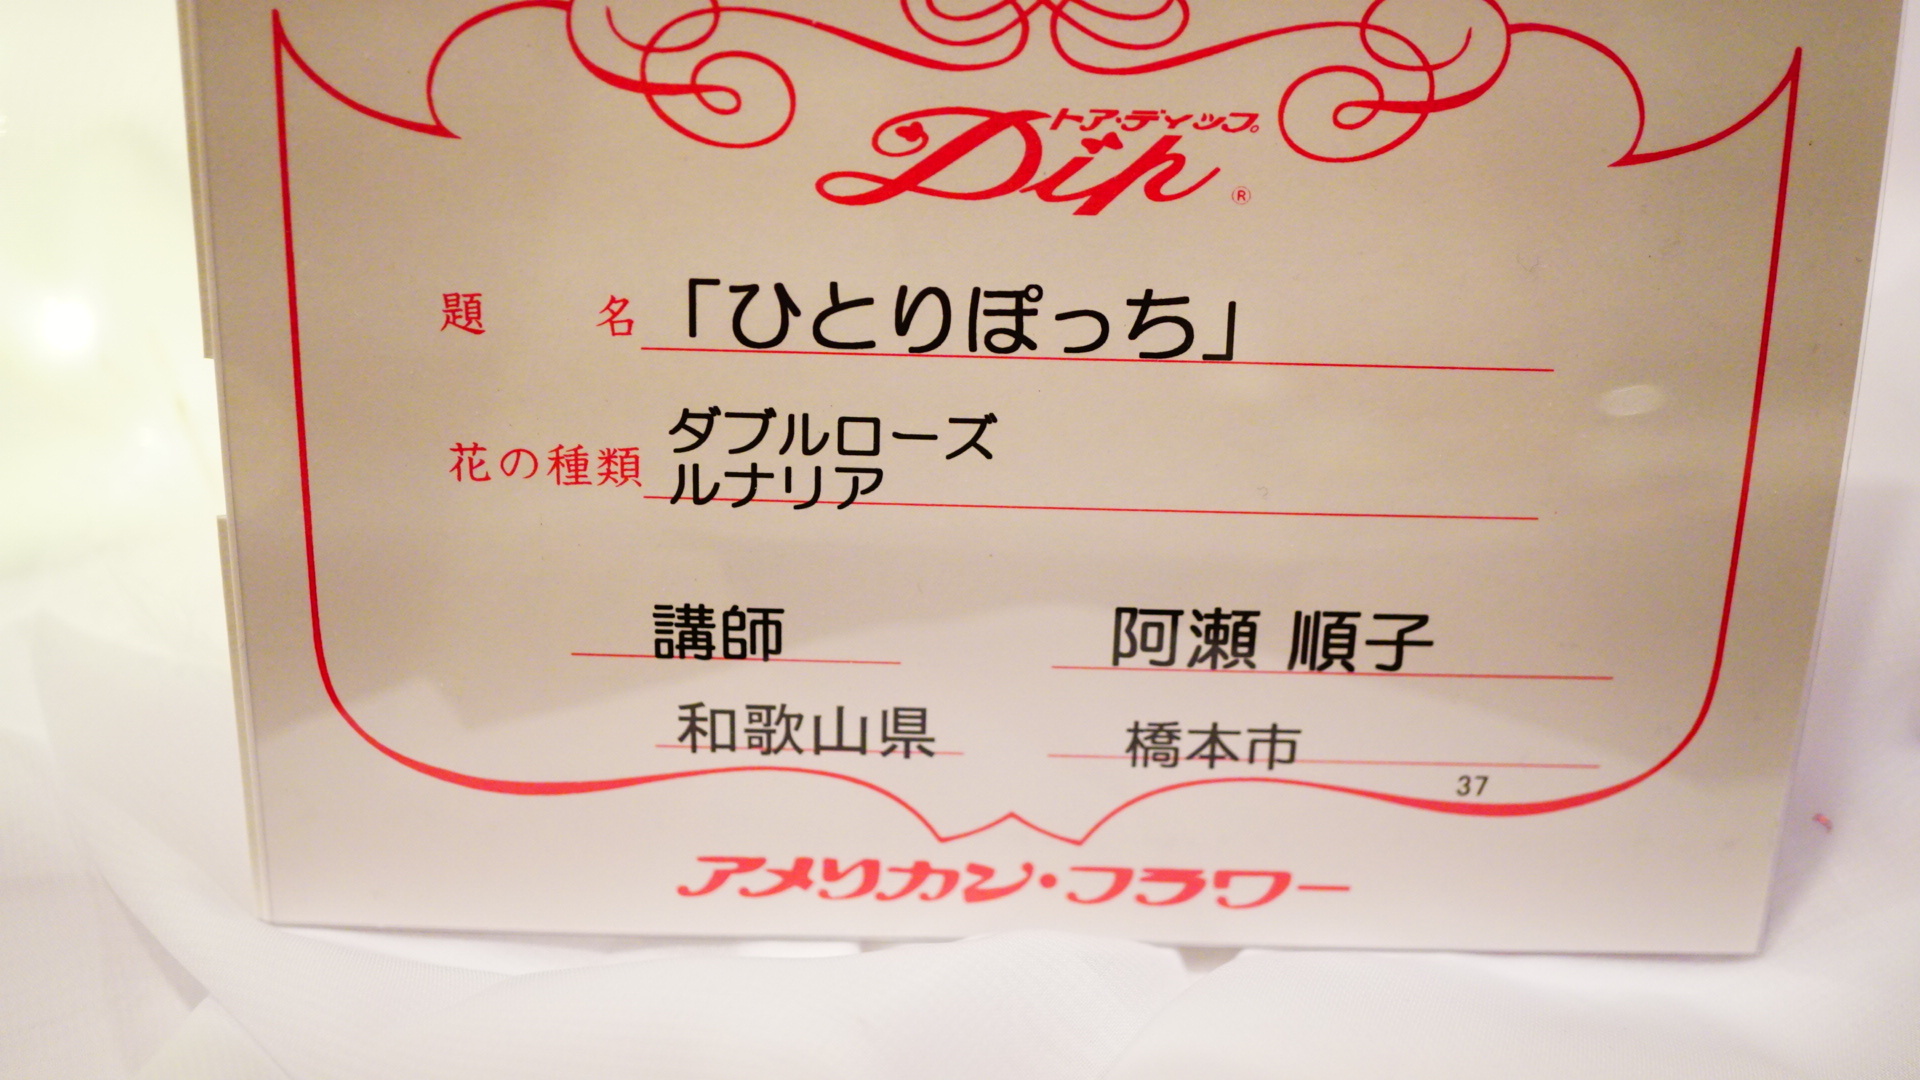 トア・ディップ
Dip®
題名 「ひとりぽっち」
花の種類 ダブルローズ
ルナリア
講師 阿瀬 順子
和歌山県 橋本市
37
アメリカン・フラワー